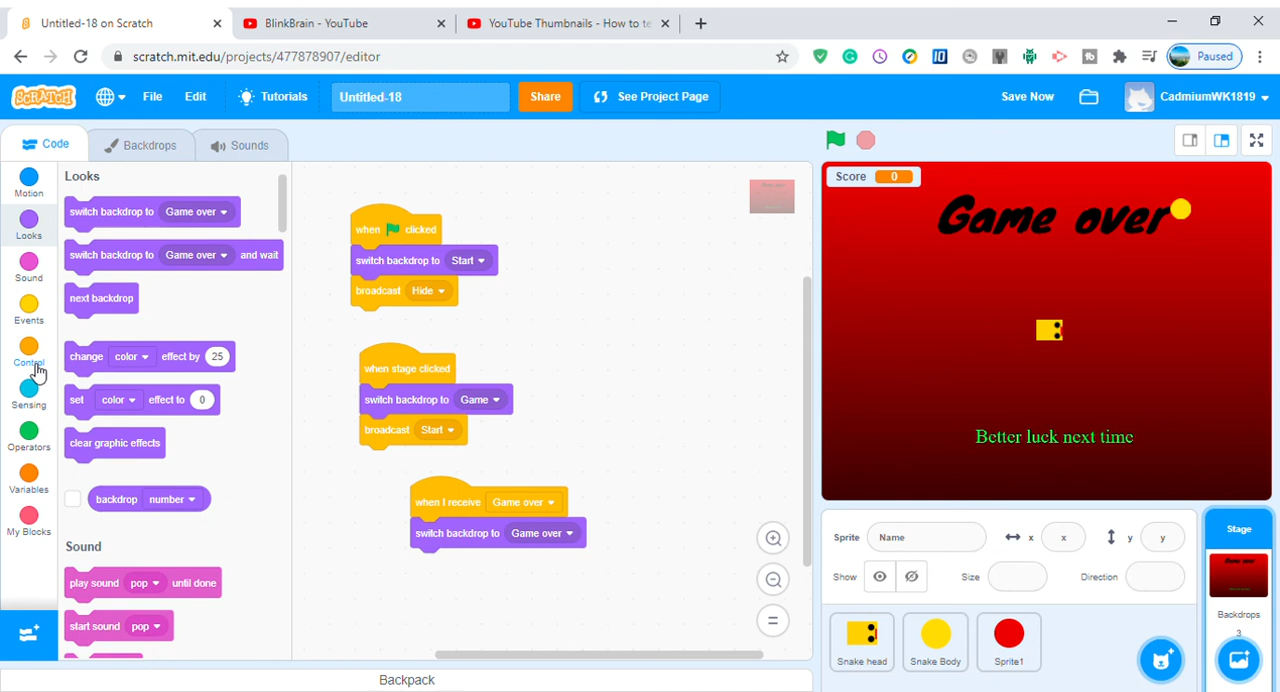 Untitled-18 on Scratch
BlinkBrain - YouTube
YouTube Thumbnails - How to te
scratch.mit.edu/projects/477878907/editor
Paused
SCRATCH
File
Edit
Tutorials
Untitled-18
Share
See Project Page
Save Now
CadmiumWK1819
Code
Backdrops
Sounds
Motion
Looks
Sound
Events
Control
Sensing
Operators
Variables
My Blocks
Looks
switch backdrop to Game over
switch backdrop to Game over and wait
next backdrop
change color effect by 25
set color effect to 0
clear graphic effects
backdrop number
Sound
play sound pop until done
start sound pop
when clicked
switch backdrop to Start
broadcast Hide
when stage clicked
switch backdrop to Game
broadcast Start
when I receive Game over
switch backdrop to Game over
Score 0
Game over
Better luck next time
Sprite Name x x y y
Show Size Direction
Snake head
Snake Body
Sprite1
Stage
Backdrops
3
Backpack